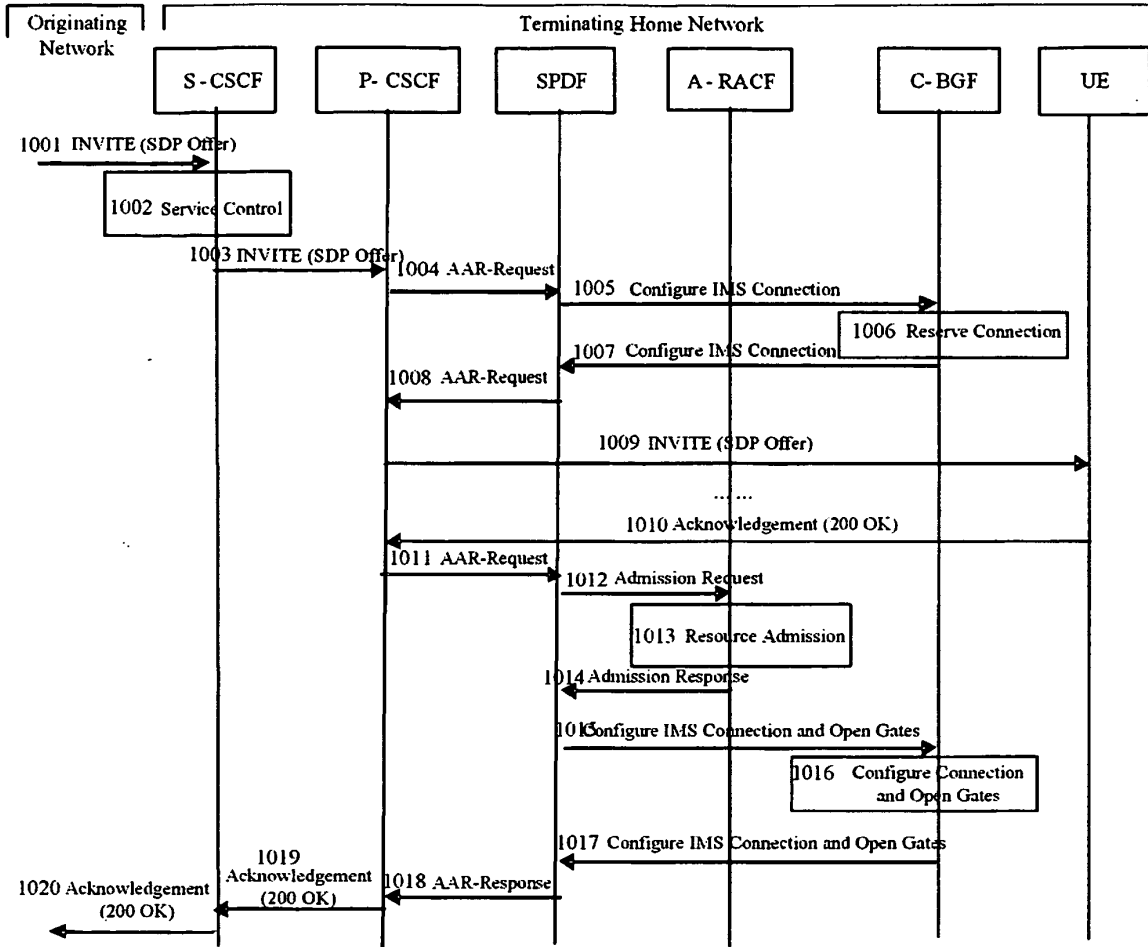 Originating
Network
Terminating Home Network
S - CSCF
P- CSCF
SPDF
A - RACF
C- BGF
UE
1001 INVITE (SDP Offer)
1002 Service Control
1003 INVITE (SDP Offer)
1004 AAR-Request
1005 Configure IMS Connection
1006 Reserve Connection
1007 Configure IMS Connection
1008 AAR-Request
1009 INVITE (SDP Offer)
... ...
1010 Acknowledgement (200 OK)
1011 AAR-Request
1012 Admission Request
1013 Resource Admission
1014 Admission Response
1015 Configure IMS Connection and Open Gates
1016 Configure Connection
and Open Gates
1017 Configure IMS Connection and Open Gates
1018 AAR-Response
1019
Acknowledgement
(200 OK)
1020 Acknowledgement
(200 OK)